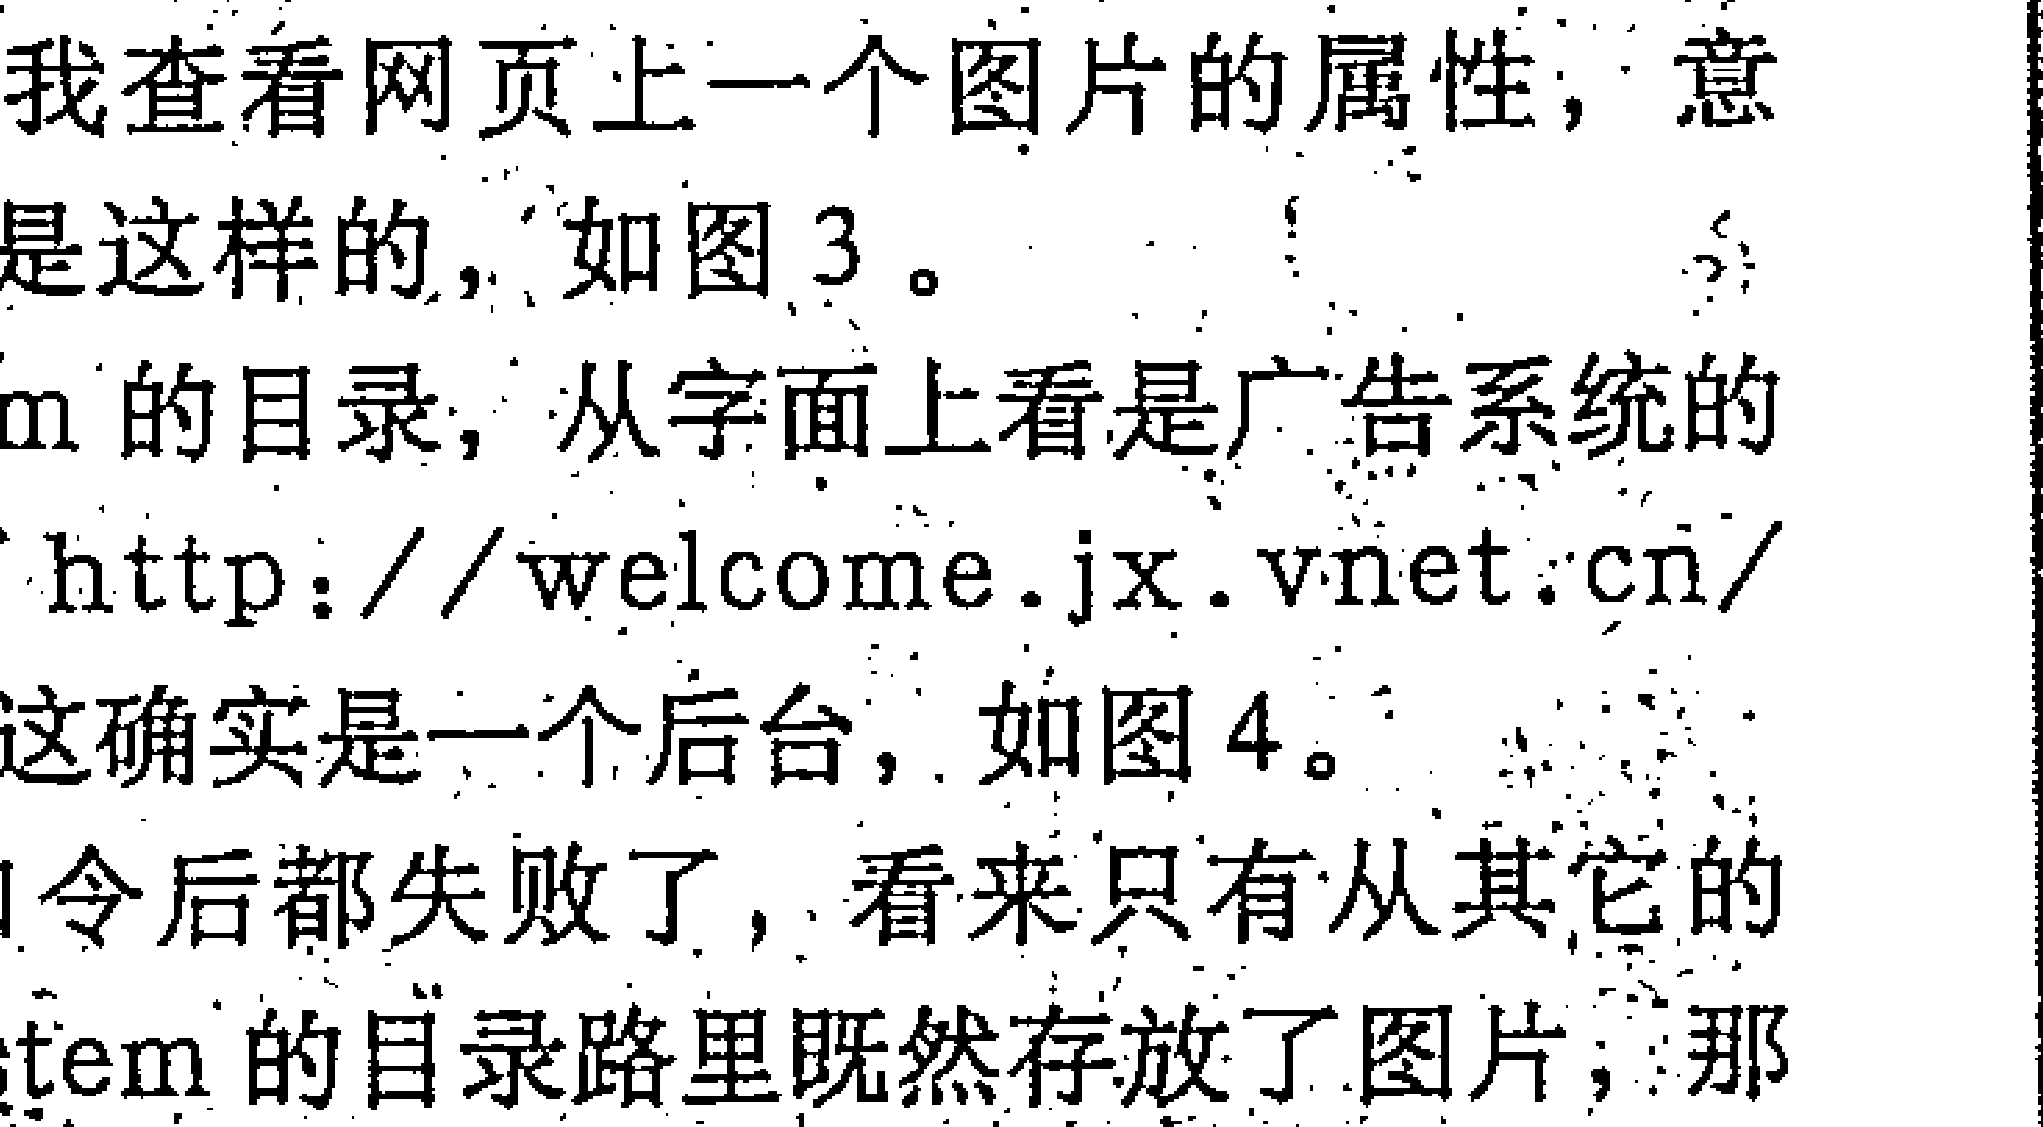 我查看网页上一个图片的属性，意
是这样的，如图 3 。
m 的目录，从字面上看是广告系统的
http://welcome.jx.vnet.cn/
这确实是一个后台，如图 4。
令后都失败了，看来只有从其它的
tem 的目录路里既然存放了图片，那